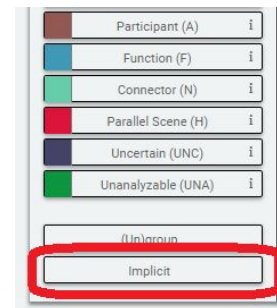 Participant (A) i
Function (F) i
Connector (N) i
Parallel Scene (H) i
Uncertain (UNC) i
Unanalyzable (UNA) i
(Un)group
Implicit